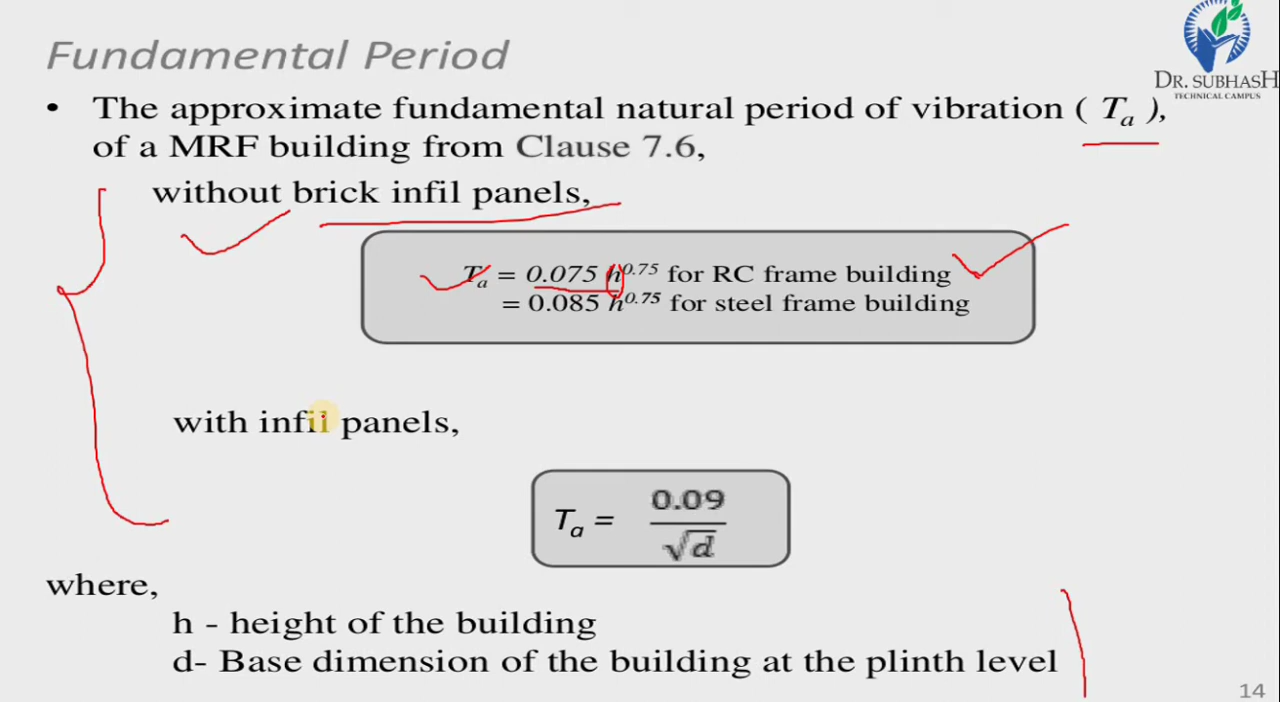 Fundamental Period
DR. SUBHASH
TECHNICAL CAMPUS
• The approximate fundamental natural period of vibration ( Tₐ ),
of a MRF building from Clause 7.6,
without brick infil panels,
Tₐ = 0.075 h^0.75 for RC frame building
= 0.085 h^0.75 for steel frame building
with infil panels,
Tₐ = 0.09 / √d
where,
h - height of the building
d- Base dimension of the building at the plinth level
14